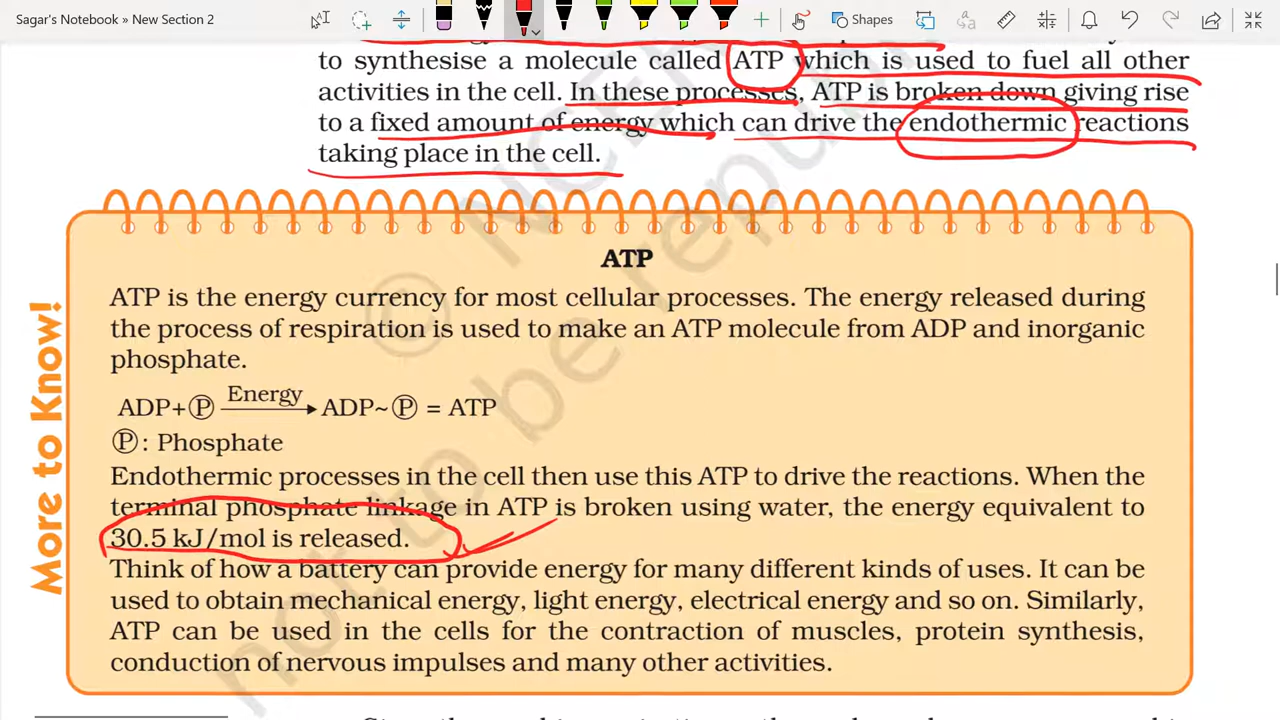 Sagar's Notebook » New Section 2
Shapes
to synthesise a molecule called ATP which is used to fuel all other
activities in the cell. In these processes, ATP is broken down giving rise
to a fixed amount of energy which can drive the endothermic reactions
taking place in the cell.
ATP
ATP is the energy currency for most cellular processes. The energy released during
the process of respiration is used to make an ATP molecule from ADP and inorganic
phosphate.
Energy
ADP+Ⓟ → ADP~Ⓟ = ATP
Ⓟ: Phosphate
Endothermic processes in the cell then use this ATP to drive the reactions. When the
terminal phosphate linkage in ATP is broken using water, the energy equivalent to
30.5 kJ/mol is released.
Think of how a battery can provide energy for many different kinds of uses. It can be
used to obtain mechanical energy, light energy, electrical energy and so on. Similarly,
ATP can be used in the cells for the contraction of muscles, protein synthesis,
conduction of nervous impulses and many other activities.
More to Know!
not to be republ
© NC